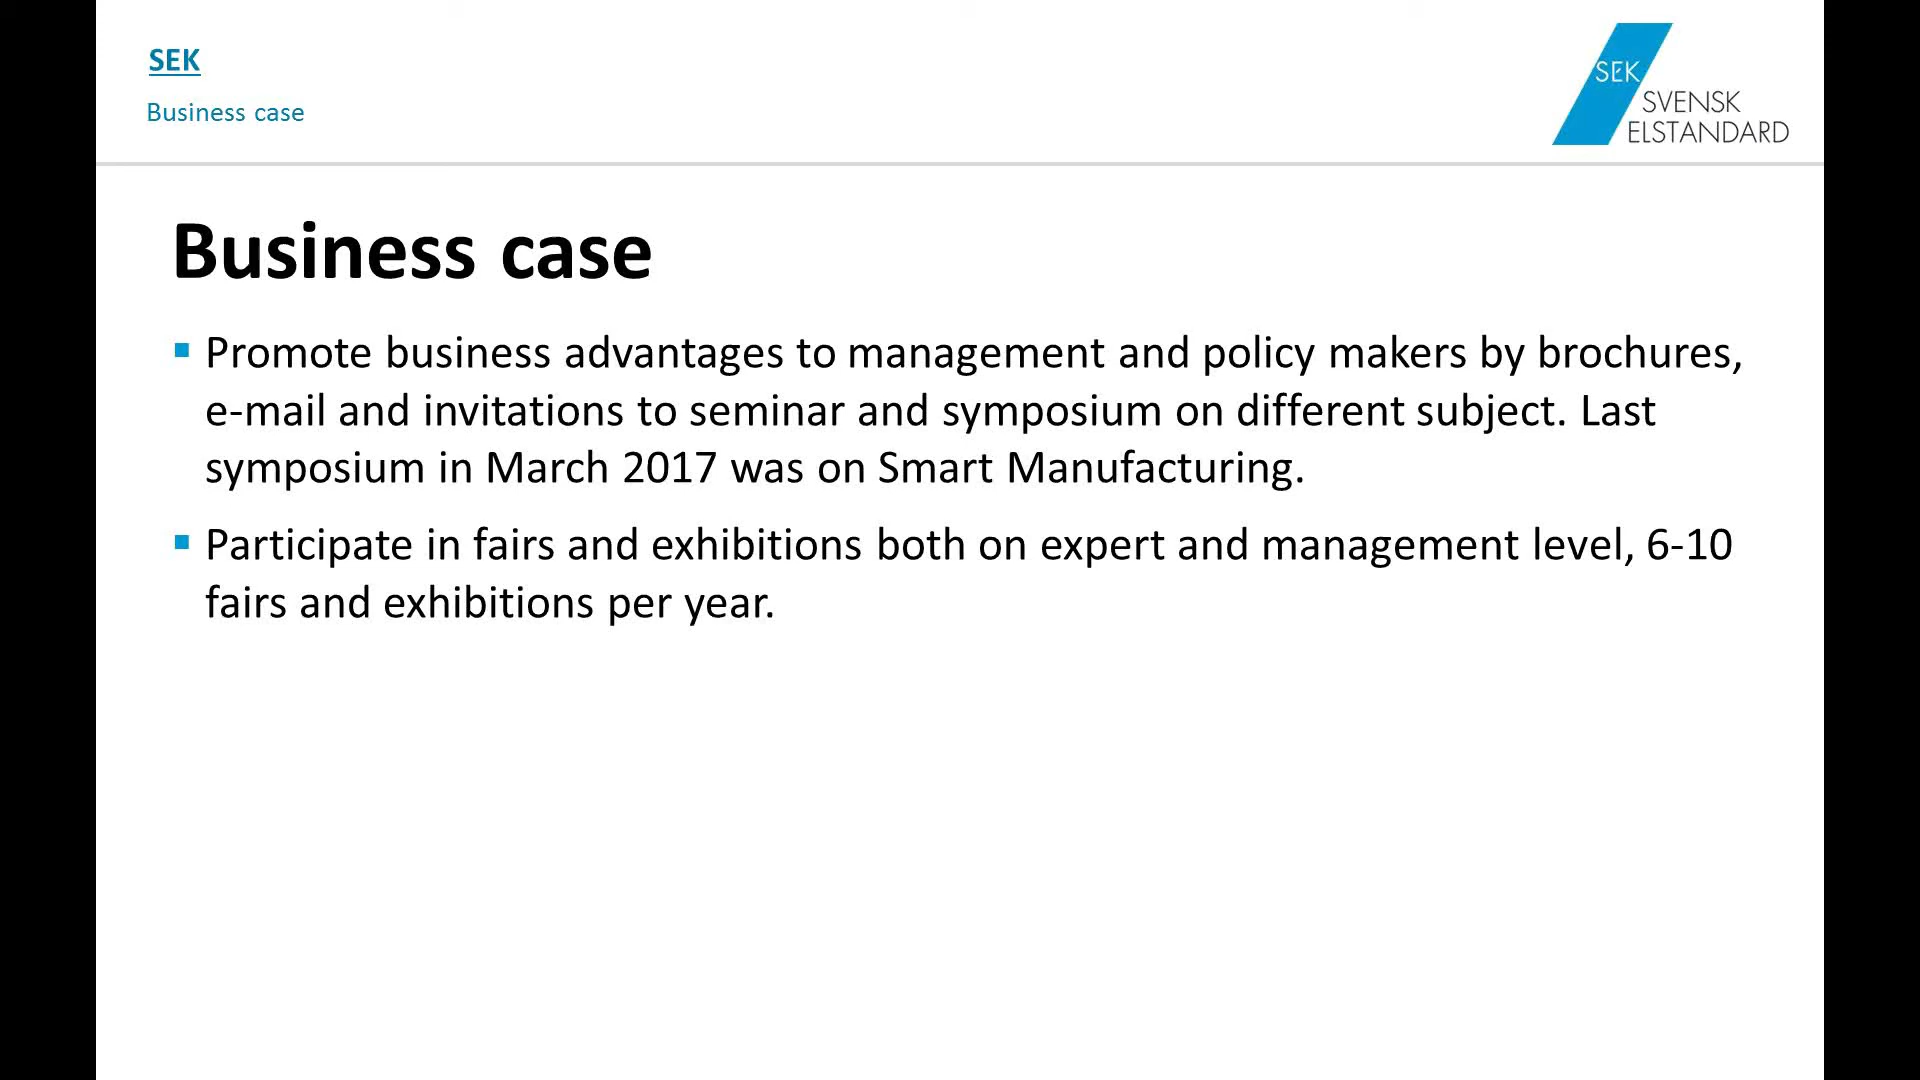 SEK
Business case
SEK
SVENSK
ELSTANDARD
Business case
Promote business advantages to management and policy makers by brochures,
e-mail and invitations to seminar and symposium on different subject. Last
symposium in March 2017 was on Smart Manufacturing.
Participate in fairs and exhibitions both on expert and management level, 6-10
fairs and exhibitions per year.